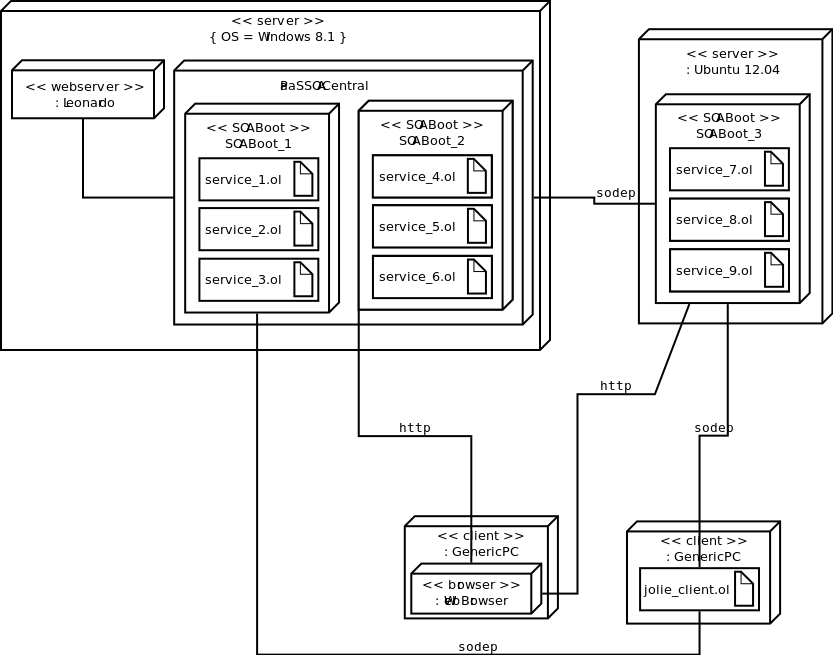 << server >>
{ OS = Windows 8.1 }
<< webserver >>
: Leonardo
PaaSSOACentral
<< SOABoot >>
SOABoot_1
service_1.ol
service_2.ol
service_3.ol
<< SOABoot >>
SOABoot_2
service_4.ol
service_5.ol
service_6.ol
sodep
<< server >>
: Ubuntu 12.04
<< SOABoot >>
SOABoot_3
service_7.ol
service_8.ol
service_9.ol
http
http
sodep
<< client >>
: GenericPC
<< browser >>
: WebBrowser
<< client >>
: GenericPC
jolie_client.ol
sodep